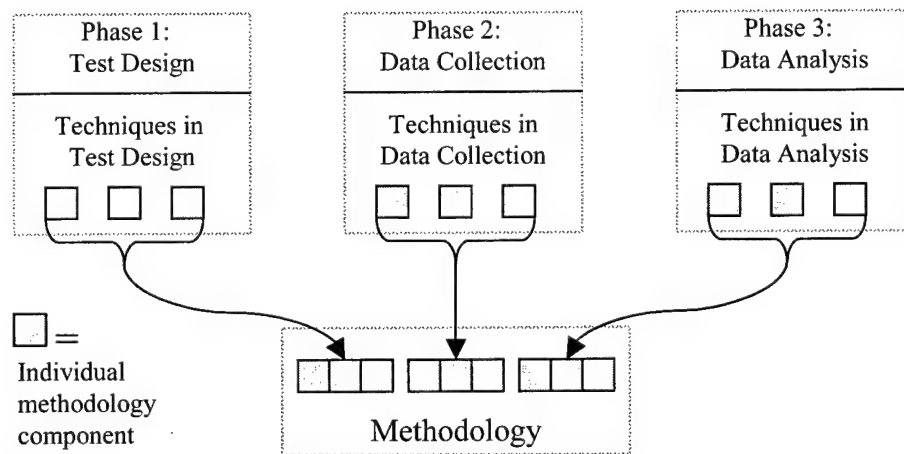 Phase 1:
Test Design
Techniques in
Test Design
Phase 2:
Data Collection
Techniques in
Data Collection
Phase 3:
Data Analysis
Techniques in
Data Analysis
=
Individual
methodology
component
Methodology